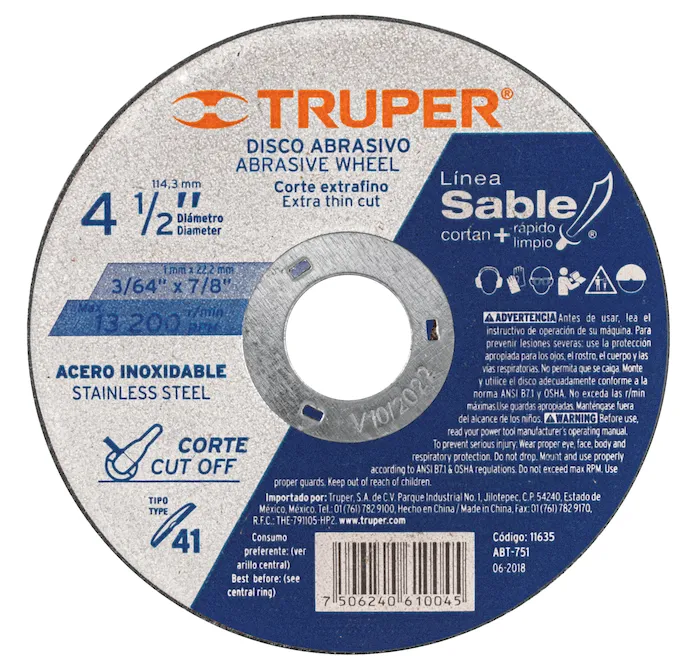 TRUPER®
DISCO ABRASIVO
ABRASIVE WHEEL
Corte extrafino
Extra thin cut
114,3 mm
4 1/2"
Diámetro
Diameter
1 mm x 22,2 mm
3/64" x 7/8"
Max.
13 200 r/min
RPM
ACERO INOXIDABLE
STAINLESS STEEL
CORTE
CUT OFF
TIPO
TYPE
41
Línea
Sable
cortan + rápido
limpio ®
ADVERTENCIA Antes de usar, lea el
instructivo de operación de su máquina. Para
prevenir lesiones severas: use la protección
apropiada para los ojos, el rostro, el cuerpo y las
vías respiratorias. No permita que se caiga. Monte
y utilice el disco adecuadamente conforme a la
norma ANSI B7.1 y OSHA. No exceda las r/min
máximas. Use guardas apropiadas. Manténgase fuera
del alcance de los niños. WARNING Before use,
read your power tool manufacturer's operating manual.
To prevent serious injury: Wear proper eye, face, body and
respiratory protection. Do not drop. Mount and use properly
according to ANSI B7.1 & OSHA regulations. Do not exceed max RPM. Use
proper guards. Keep out of reach of children.
Importado por: Truper, S.A. de C.V. Parque Industrial No. 1, Jilotepec, C.P. 54240, Estado de
México, México, Tel.: 01 (761) 782 9100, Hecho en China / Made in China, Fax: 01 (761) 782 9170,
R.F.C.: THE-791105-HP2. www.truper.com
Consumo
preferente: (ver
arillo central)
Best before: (see
central ring)
7 506240 610045
Código: 11635
ABT-751
06-2018
V10/2022